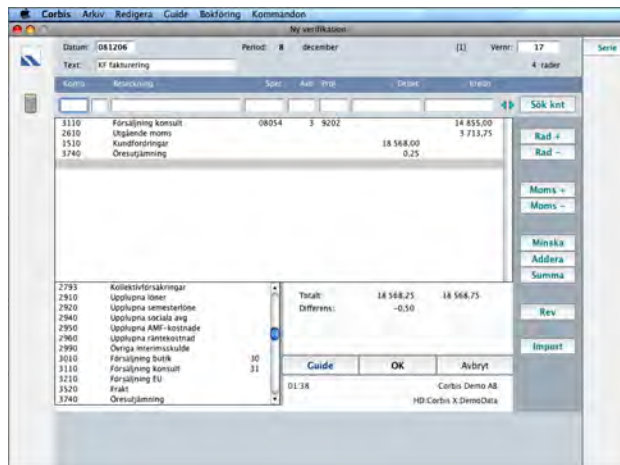 Corbis Arkiv Redigera Guide Bokföring Kommandon
Ny verifikation
Datum: 081206 Period: 8 december (1) Vernr: 17 Serie
Text: KF fakturering 4 rader
Konto Beteckning Spec Avd Proj Debet Kredit
Sök knt
3110 Försäljning konsult 08054 3 9202 14 855,00
2610 Utgående moms 3 713,75
1510 Kundfordringar 18 568,00
3740 Öresutjämning 0,25
Rad +
Rad -
Moms +
Moms -
Minska
Addera
Summa
Rev
Import
2793 Kollektivförsäkringar
2910 Upplupna löner
2920 Upplupna semesterlöne
2940 Upplupna sociala avg
2950 Upplupna AMF-kostnade
2960 Upplupna räntekostnad
2990 Övriga interimsskulde
3010 Försäljning butik 30
3110 Försäljning konsult 31
3210 Försäljning EU
3520 Frakt
3740 Öresutjämning
Totalt: 18 568,25 18 568,75
Differens: -0,50
Guide OK Avbryt
01:38 Corbis Demo AB
HD:Corbis X:DemoData